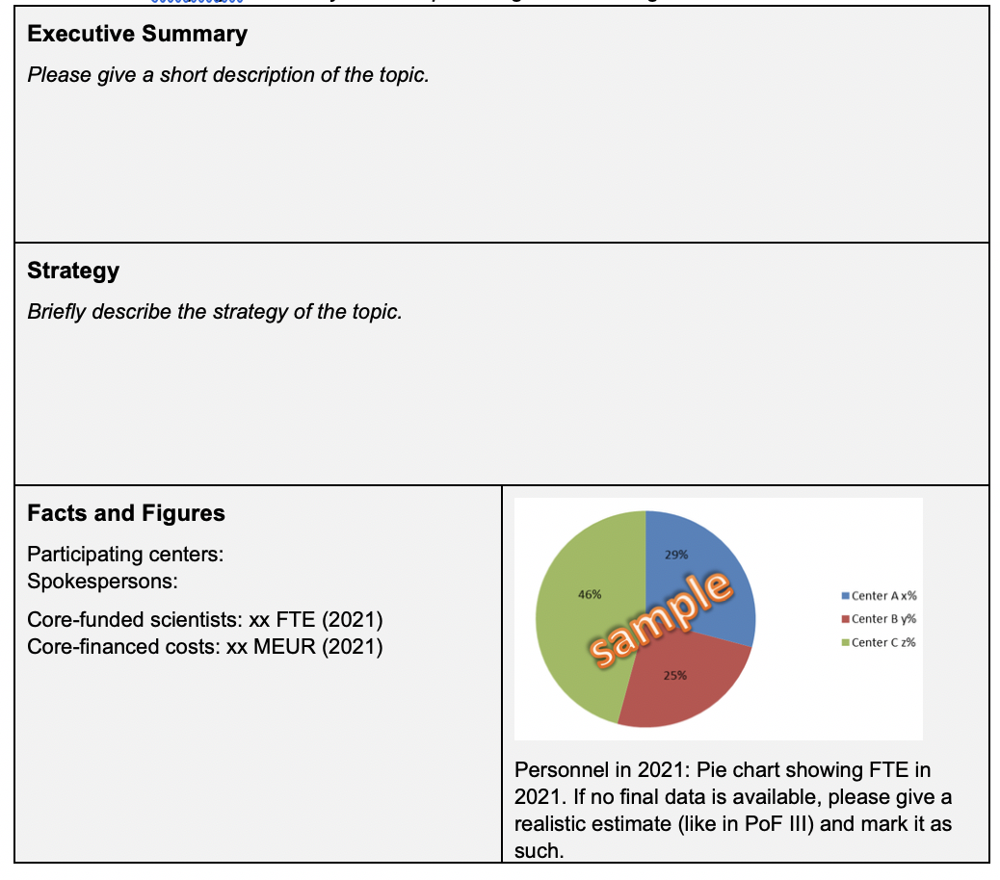 Executive Summary
Please give a short description of the topic.
Strategy
Briefly describe the strategy of the topic.
Facts and Figures
Participating centers:
Spokespersons:
Core-funded scientists: xx FTE (2021)
Core-financed costs: xx MEUR (2021)
29%
46%
25%
sample
Center A x%
Center B y%
Center C z%
Personnel in 2021: Pie chart showing FTE in
2021. If no final data is available, please give a
realistic estimate (like in PoF III) and mark it as
such.